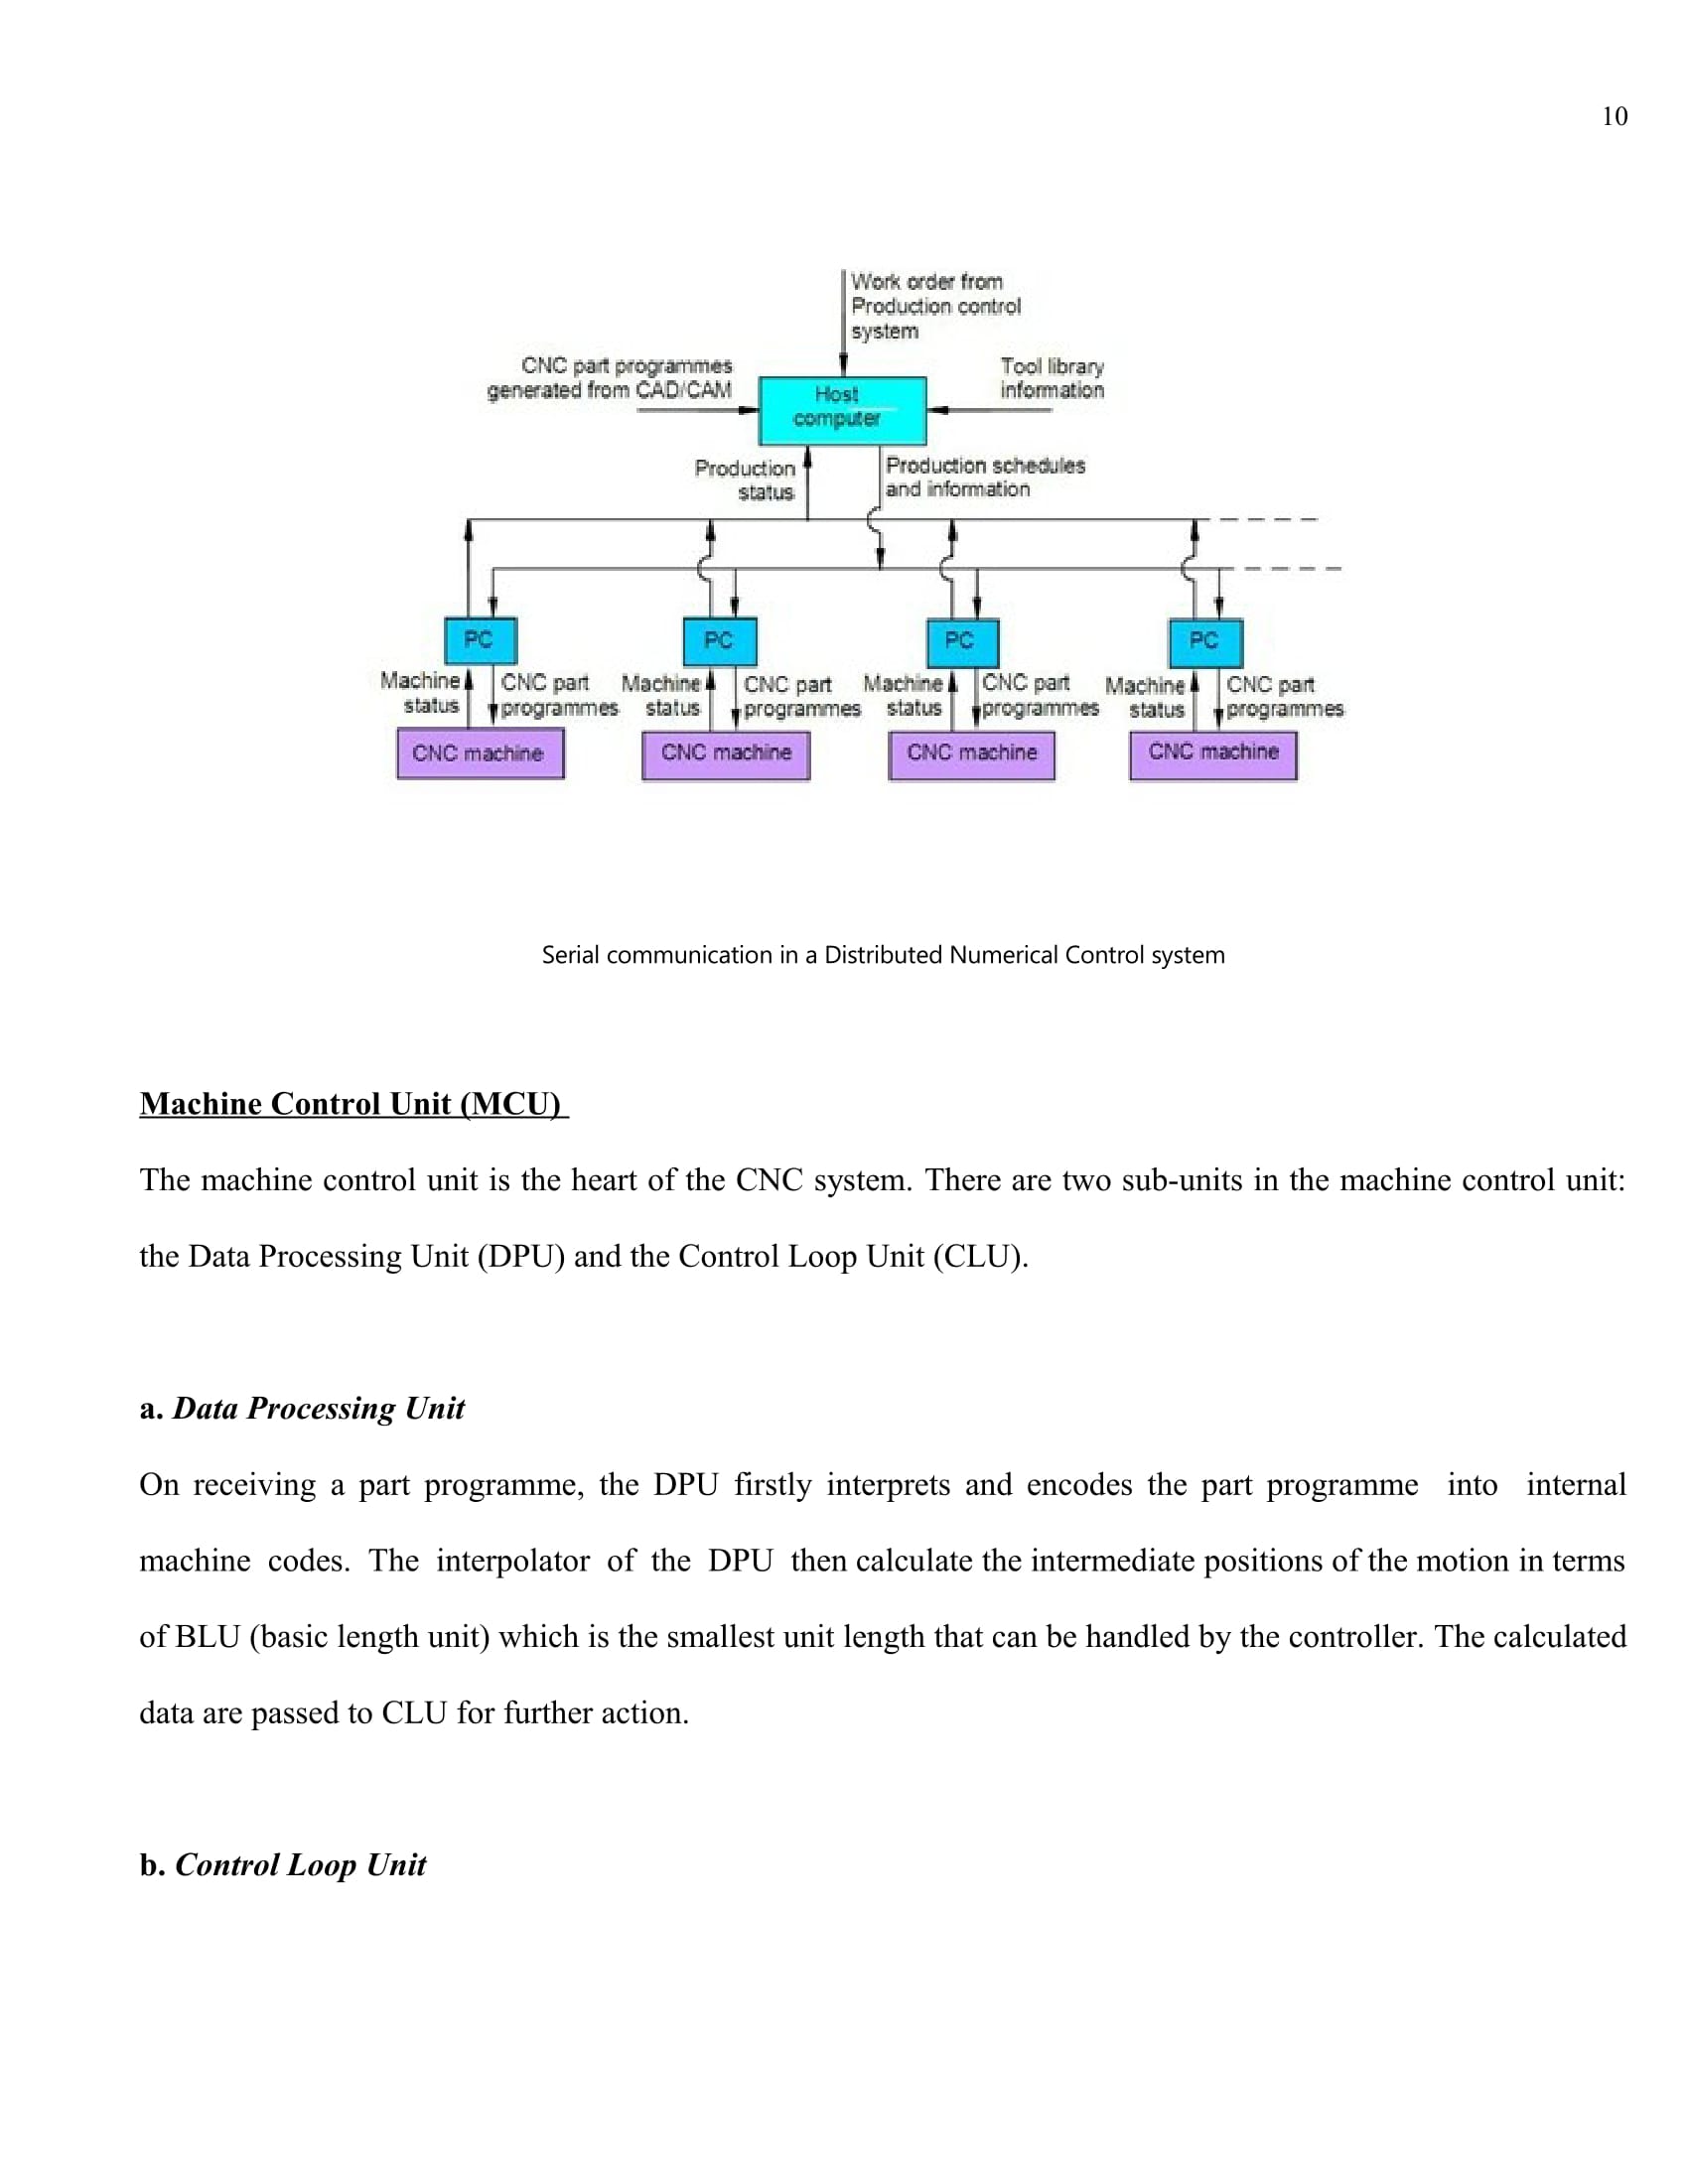 10
Work order from
Production control
system
CNC part programmes
generated from CAD/CAM
Tool library
information
Host
computer
Production
status
Production schedules
and information
PC
PC
PC
PC
Machine
status
CNC part
programmes
Machine
status
CNC part
programmes
Machine
status
CNC part
programmes
Machine
status
CNC part
programmes
CNC machine
CNC machine
CNC machine
CNC machine
Serial communication in a Distributed Numerical Control system
Machine Control Unit (MCU)
The machine control unit is the heart of the CNC system. There are two sub-units in the machine control unit:
the Data Processing Unit (DPU) and the Control Loop Unit (CLU).
a. Data Processing Unit
On receiving a part programme, the DPU firstly interprets and encodes the part programme into internal
machine codes. The interpolator of the DPU then calculate the intermediate positions of the motion in terms
of BLU (basic length unit) which is the smallest unit length that can be handled by the controller. The calculated
data are passed to CLU for further action.
b. Control Loop Unit